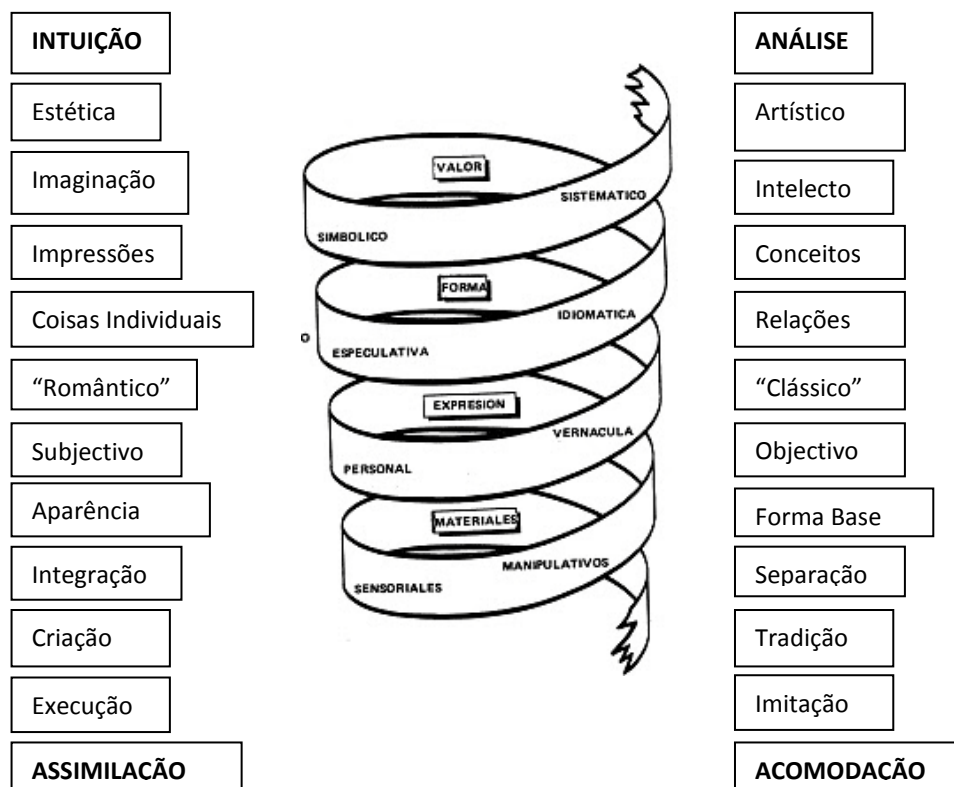 INTUIÇÃO
Estética
Imaginação
Impressões
Coisas Individuais
“Romântico”
Subjectivo
Aparência
Integração
Criação
Execução
ASSIMILAÇÃO
VALOR
SISTEMATICO
SIMBOLICO
FORMA
IDIOMATICA
O
ESPECULATIVA
EXPRESION
VERNACULA
PERSONAL
MATERIALES
MANIPULATIVOS
SENSORIALES
ANÁLISE
Artístico
Intelecto
Conceitos
Relações
“Clássico”
Objectivo
Forma Base
Separação
Tradição
Imitação
ACOMODAÇÃO